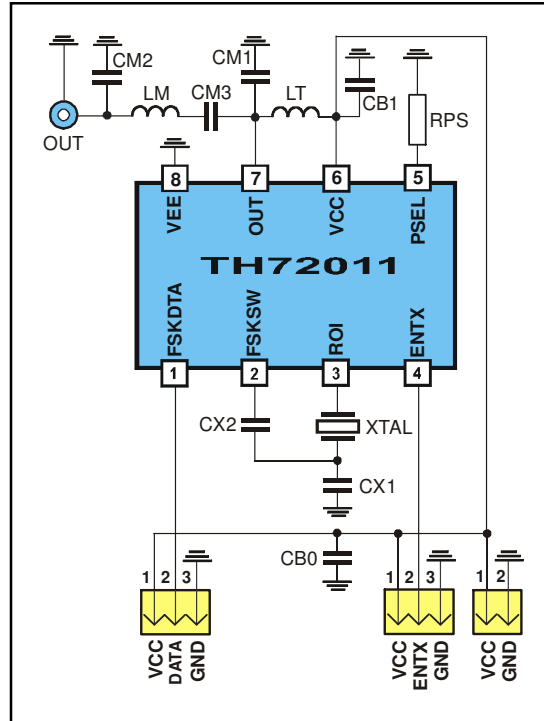 CM2
CM1
LM
CM3
LT
CB1
RPS
OUT
8
7
6
5
VEE
OUT
VCC
PSEL
TH72011
FSKDTA
FSKSW
ROI
ENTX
1
2
3
4
CX2
XTAL
CX1
CB0
1 2 3
1 2 3
1 2
VCC
DATA
GND
VCC
ENTX
GND
VCC
GND